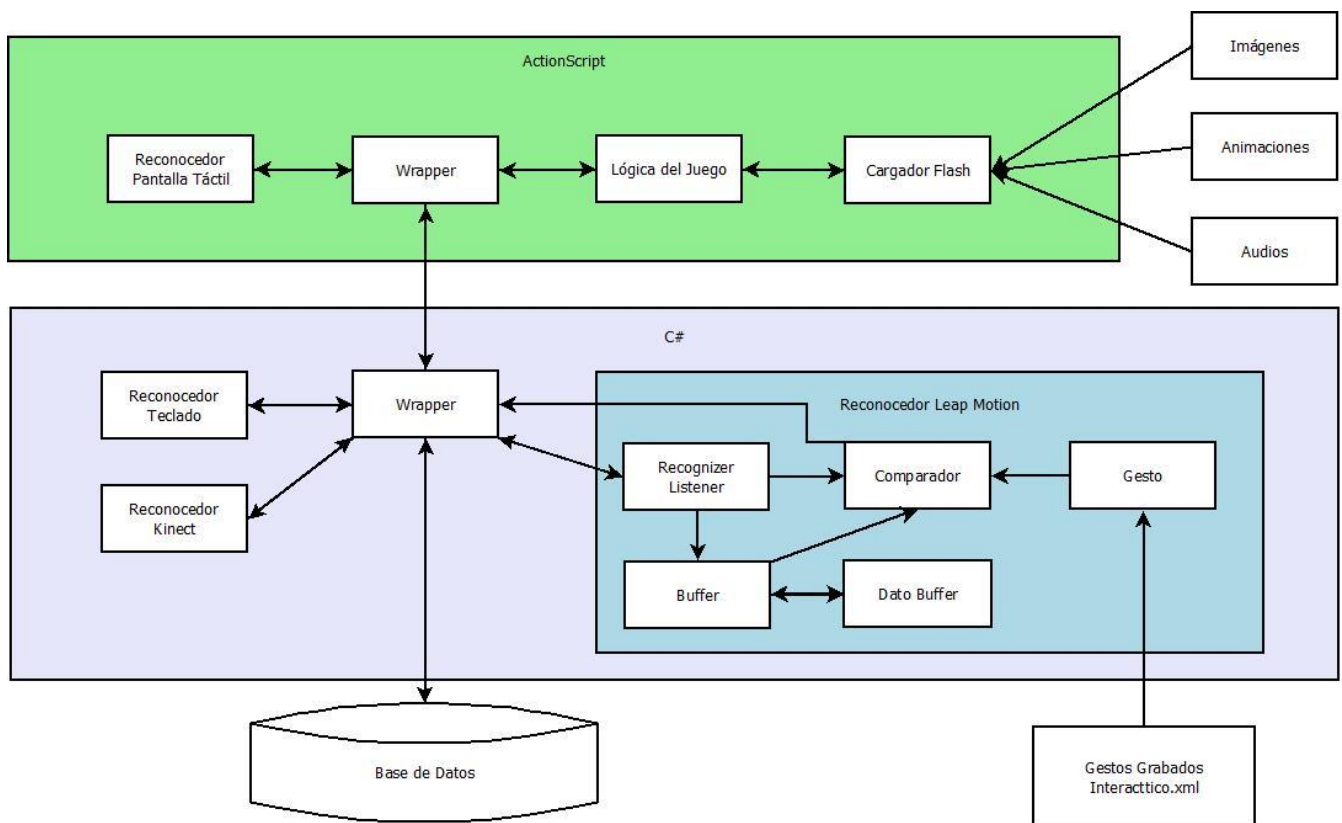 Imágenes
ActionScript
Animaciones
Reconocedor
Pantalla Táctil
Wrapper
Lógica del Juego
Cargador Flash
Audios
C#
Reconocedor
Teclado
Wrapper
Reconocedor Leap Motion
Recognizer
Listener
Comparador
Gesto
Reconocedor
Kinect
Buffer
Dato Buffer
Base de Datos
Gestos Grabados
Interacttico.xml